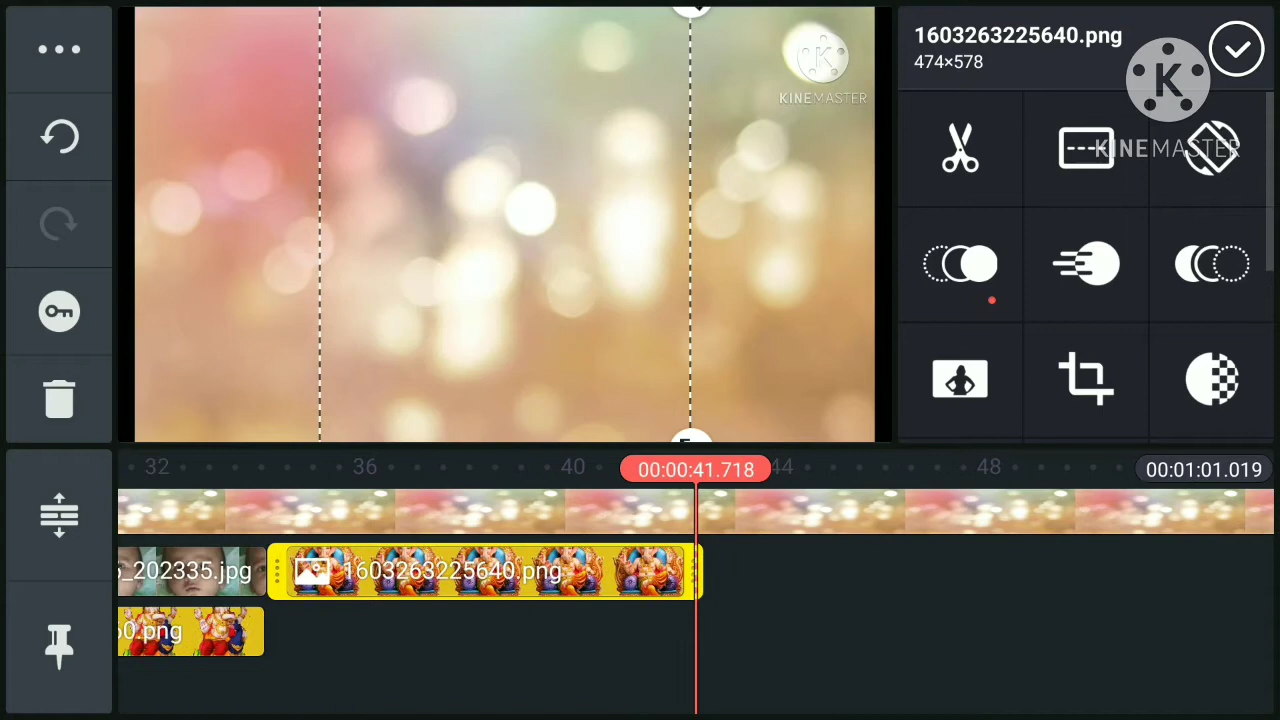 1603263225640.png
474×578
KINEMASTER
KINEMASTER
32
36
40
00:00:41.718
44
48
00:01:01.019
_202335.jpg
1603263225640.png
60.png